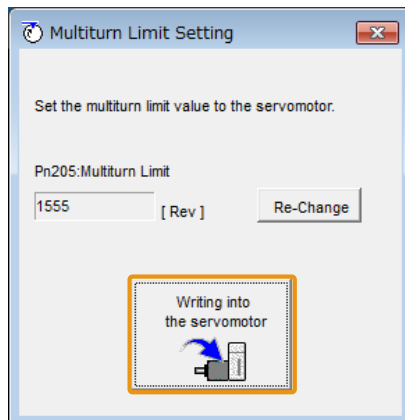 Multiturn Limit Setting
Set the multiturn limit value to the servomotor.
Pn205:Multiturn Limit
1555 [ Rev ] Re-Change
Writing into
the servomotor